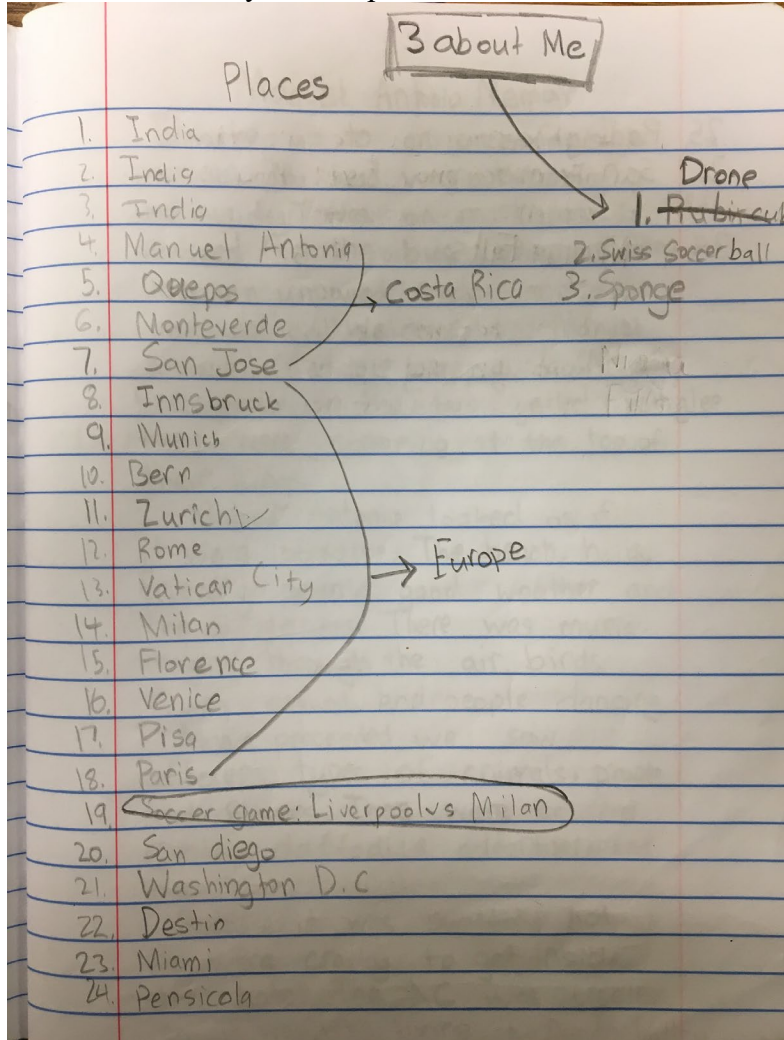 3 about Me
Places
1. India
2. India
3. India
4. Manuel Antonia
5. Quepos
6. Monteverde
7. San Jose
8. Innsbruck
9. Munich
10. Bern
11. Zurich
12. Rome
13. Vatican City
14. Milan
15. Florence
16. Venice
17. Pisa
18. Paris
19. Soccer game: Liverpool vs Milan
20. San diego
21. Washington D.C
22. Destin
23. Miami
24. Pensicola
Costa Rica
Europe
Drone
1.
2. Swiss Soccer ball
3. Sponge